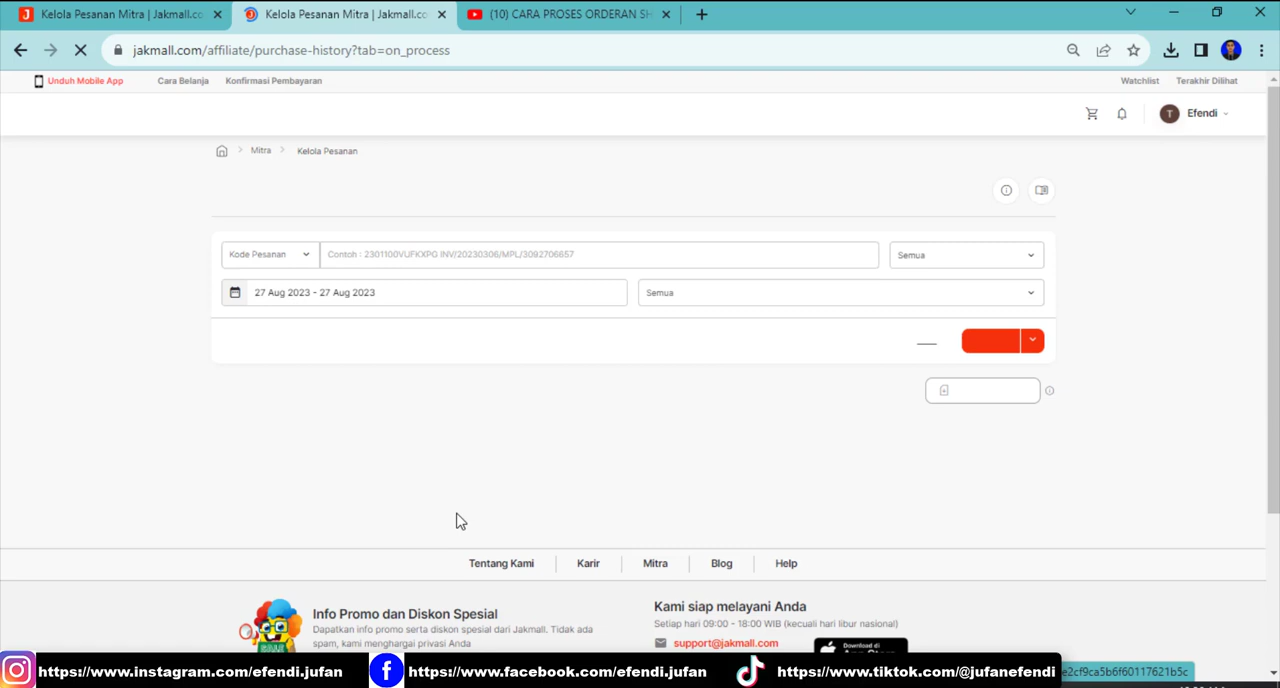 Kelola Pesanan Mitra | Jakmall.co
Kelola Pesanan Mitra | Jakmall.co
(10) CARA PROSES ORDERAN SH
jakmall.com/affiliate/purchase-history?tab=on_process
Unduh Mobile App
Cara Belanja
Konfirmasi Pembayaran
Watchlist
Terakhir Dilihat
T
Efendi
Mitra
Kelola Pesanan
Kode Pesanan
Contoh : 2301100VUFKXPO INV/20230306/MPL/3092706657
Semua
27 Aug 2023 - 27 Aug 2023
Semua
Tentang Kami
Karir
Mitra
Blog
Help
Info Promo dan Diskon Spesial
Dapatkan info promo serta diskon spesial dari Jakmall. Tidak ada
spam, kami menghargai privasi Anda
Kami siap melayani Anda
Setiap hari 09:00 - 18:00 WIB (kecuali hari libur nasional)
support@jakmall.com
Download di
https://www.instagram.com/efendi.jufan
https://www.facebook.com/efendi.jufan
https://www.tiktok.com/@jufanefendi
e2cf9ca5b6f60117621b5c